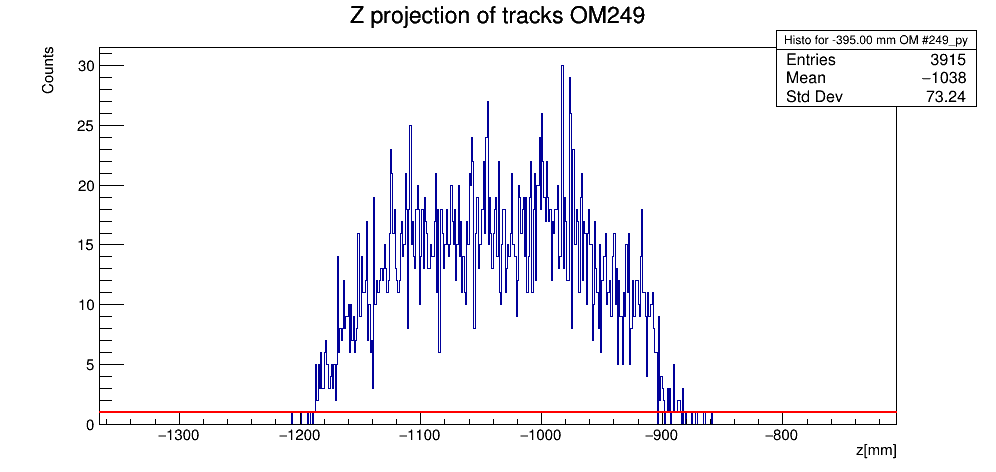 Z projection of tracks OM249
Histo for -395.00 mm OM #249_py
Entries 3915
Mean −1038
Std Dev 73.24
Counts
30
25
20
15
10
5
0
−1300 −1200 −1100 −1000 −900 −800
z[mm]